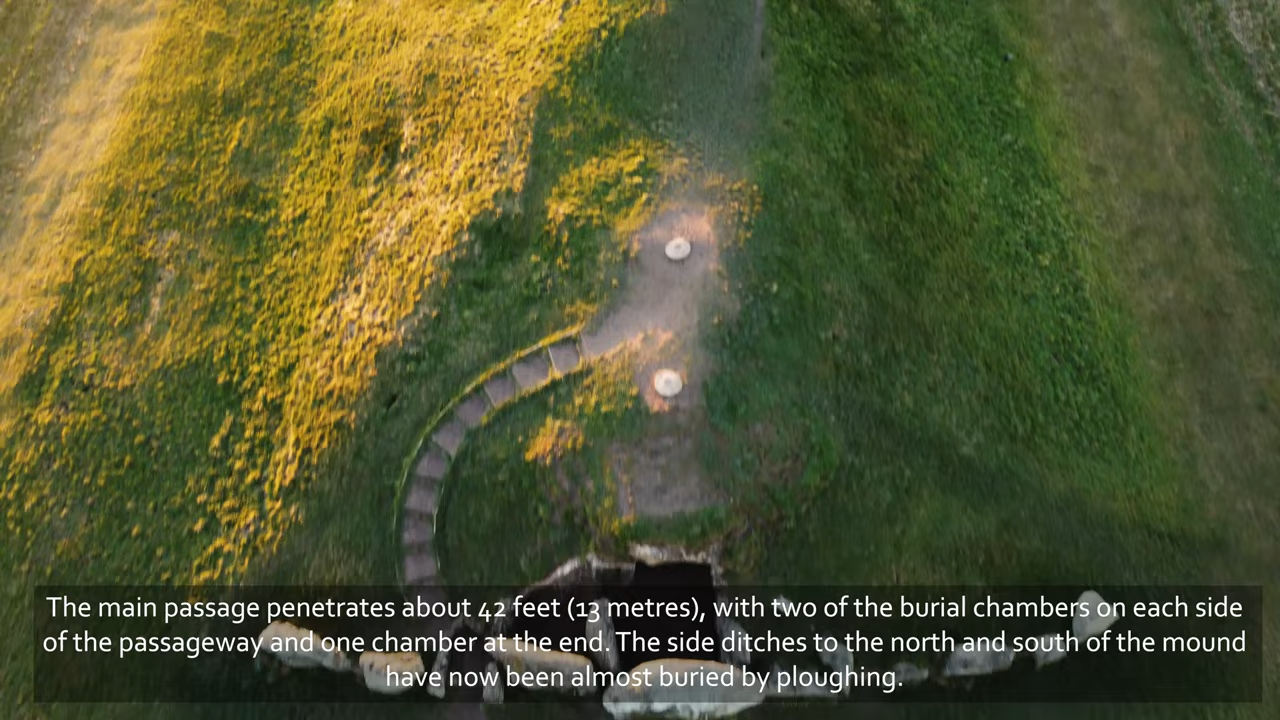 The main passage penetrates about 42 feet (13 metres), with two of the burial chambers on each side
of the passageway and one chamber at the end. The side ditches to the north and south of the mound
have now been almost buried by ploughing.